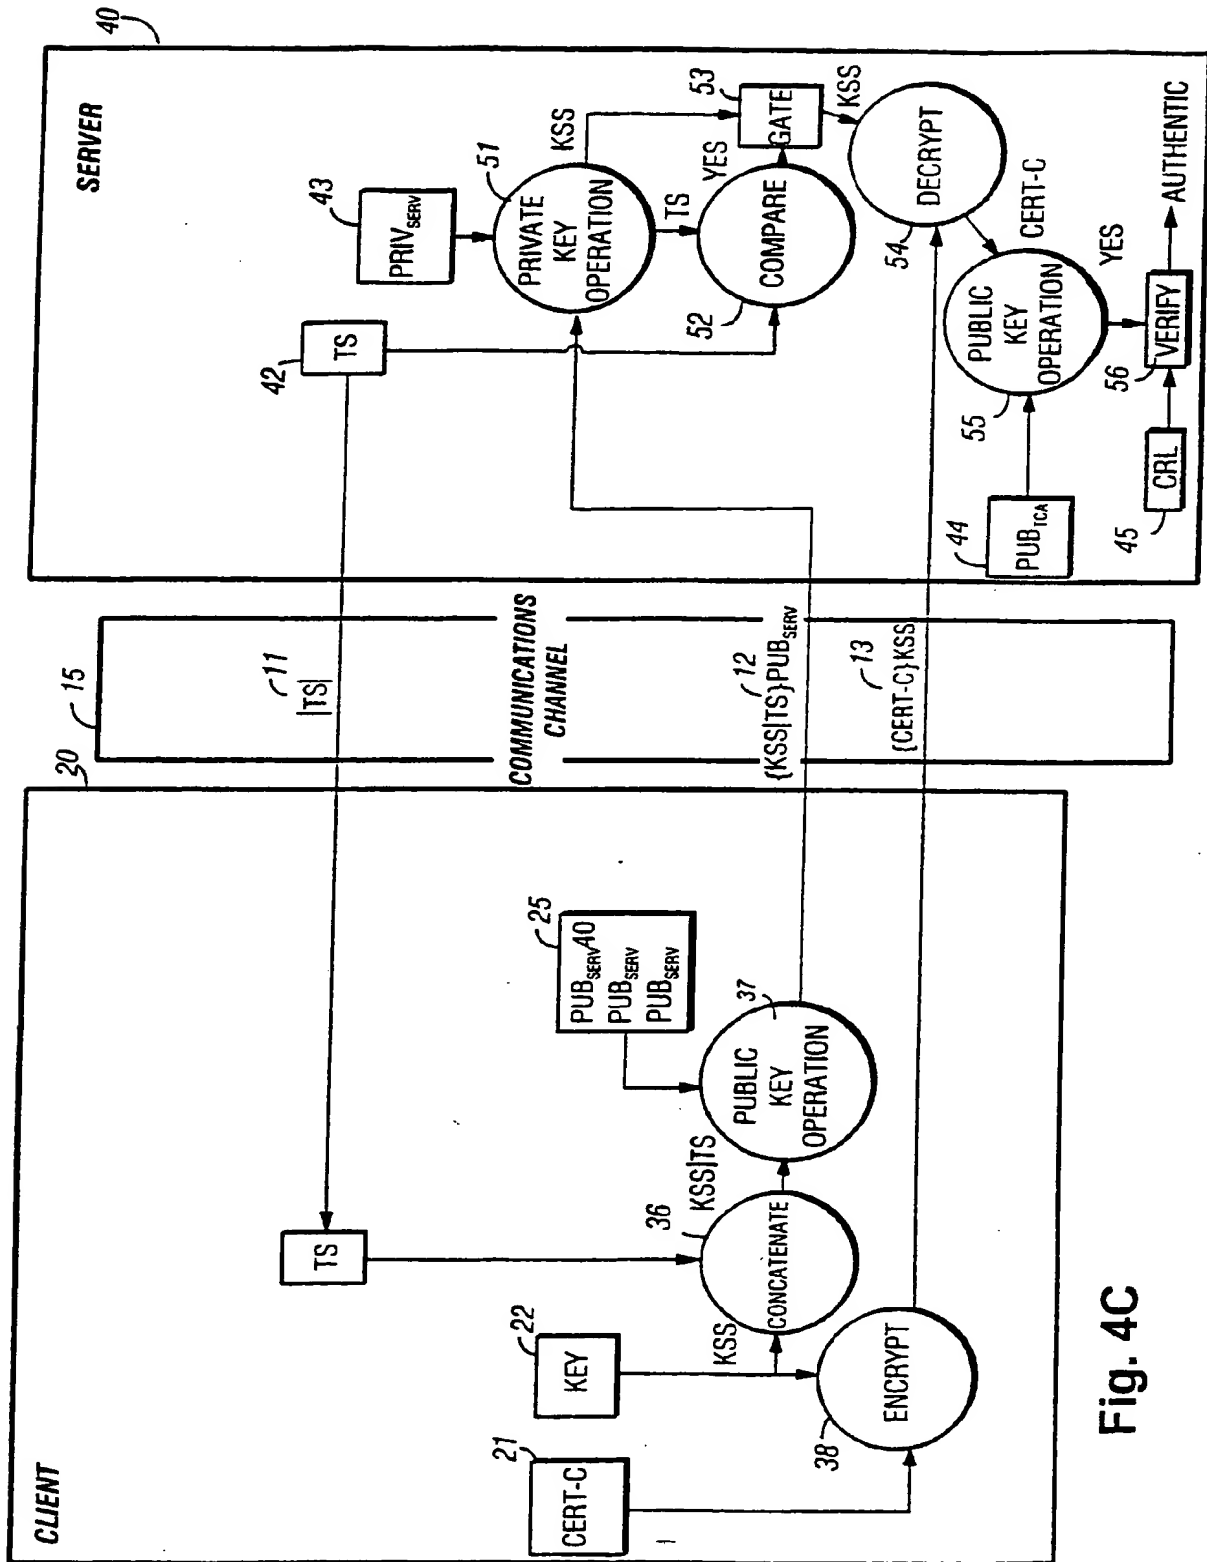 CLIENT
20
CERT-C
21
KEY
22
TS
KSS
CONCATENATE
36
KSS|TS
ENCRYPT
38
PUBLIC
KEY
OPERATION
37
PUBSERV40
PUBSERV
PUBSERV
25
15
COMMUNICATIONS
CHANNEL
11
|TS|
12
{KSS|TS}PUBSERV
13
{CERT-C}KSS
SERVER
40
TS
42
PRIVSERV
43
PRIVATE
KEY
OPERATION
51
KSS
TS
COMPARE
52
YES
GATE
53
KSS
DECRYPT
54
CERT-C
PUBLIC
KEY
OPERATION
55
PUBTCA
44
YES
CRL
45
VERIFY
56
AUTHENTIC
Fig. 4C